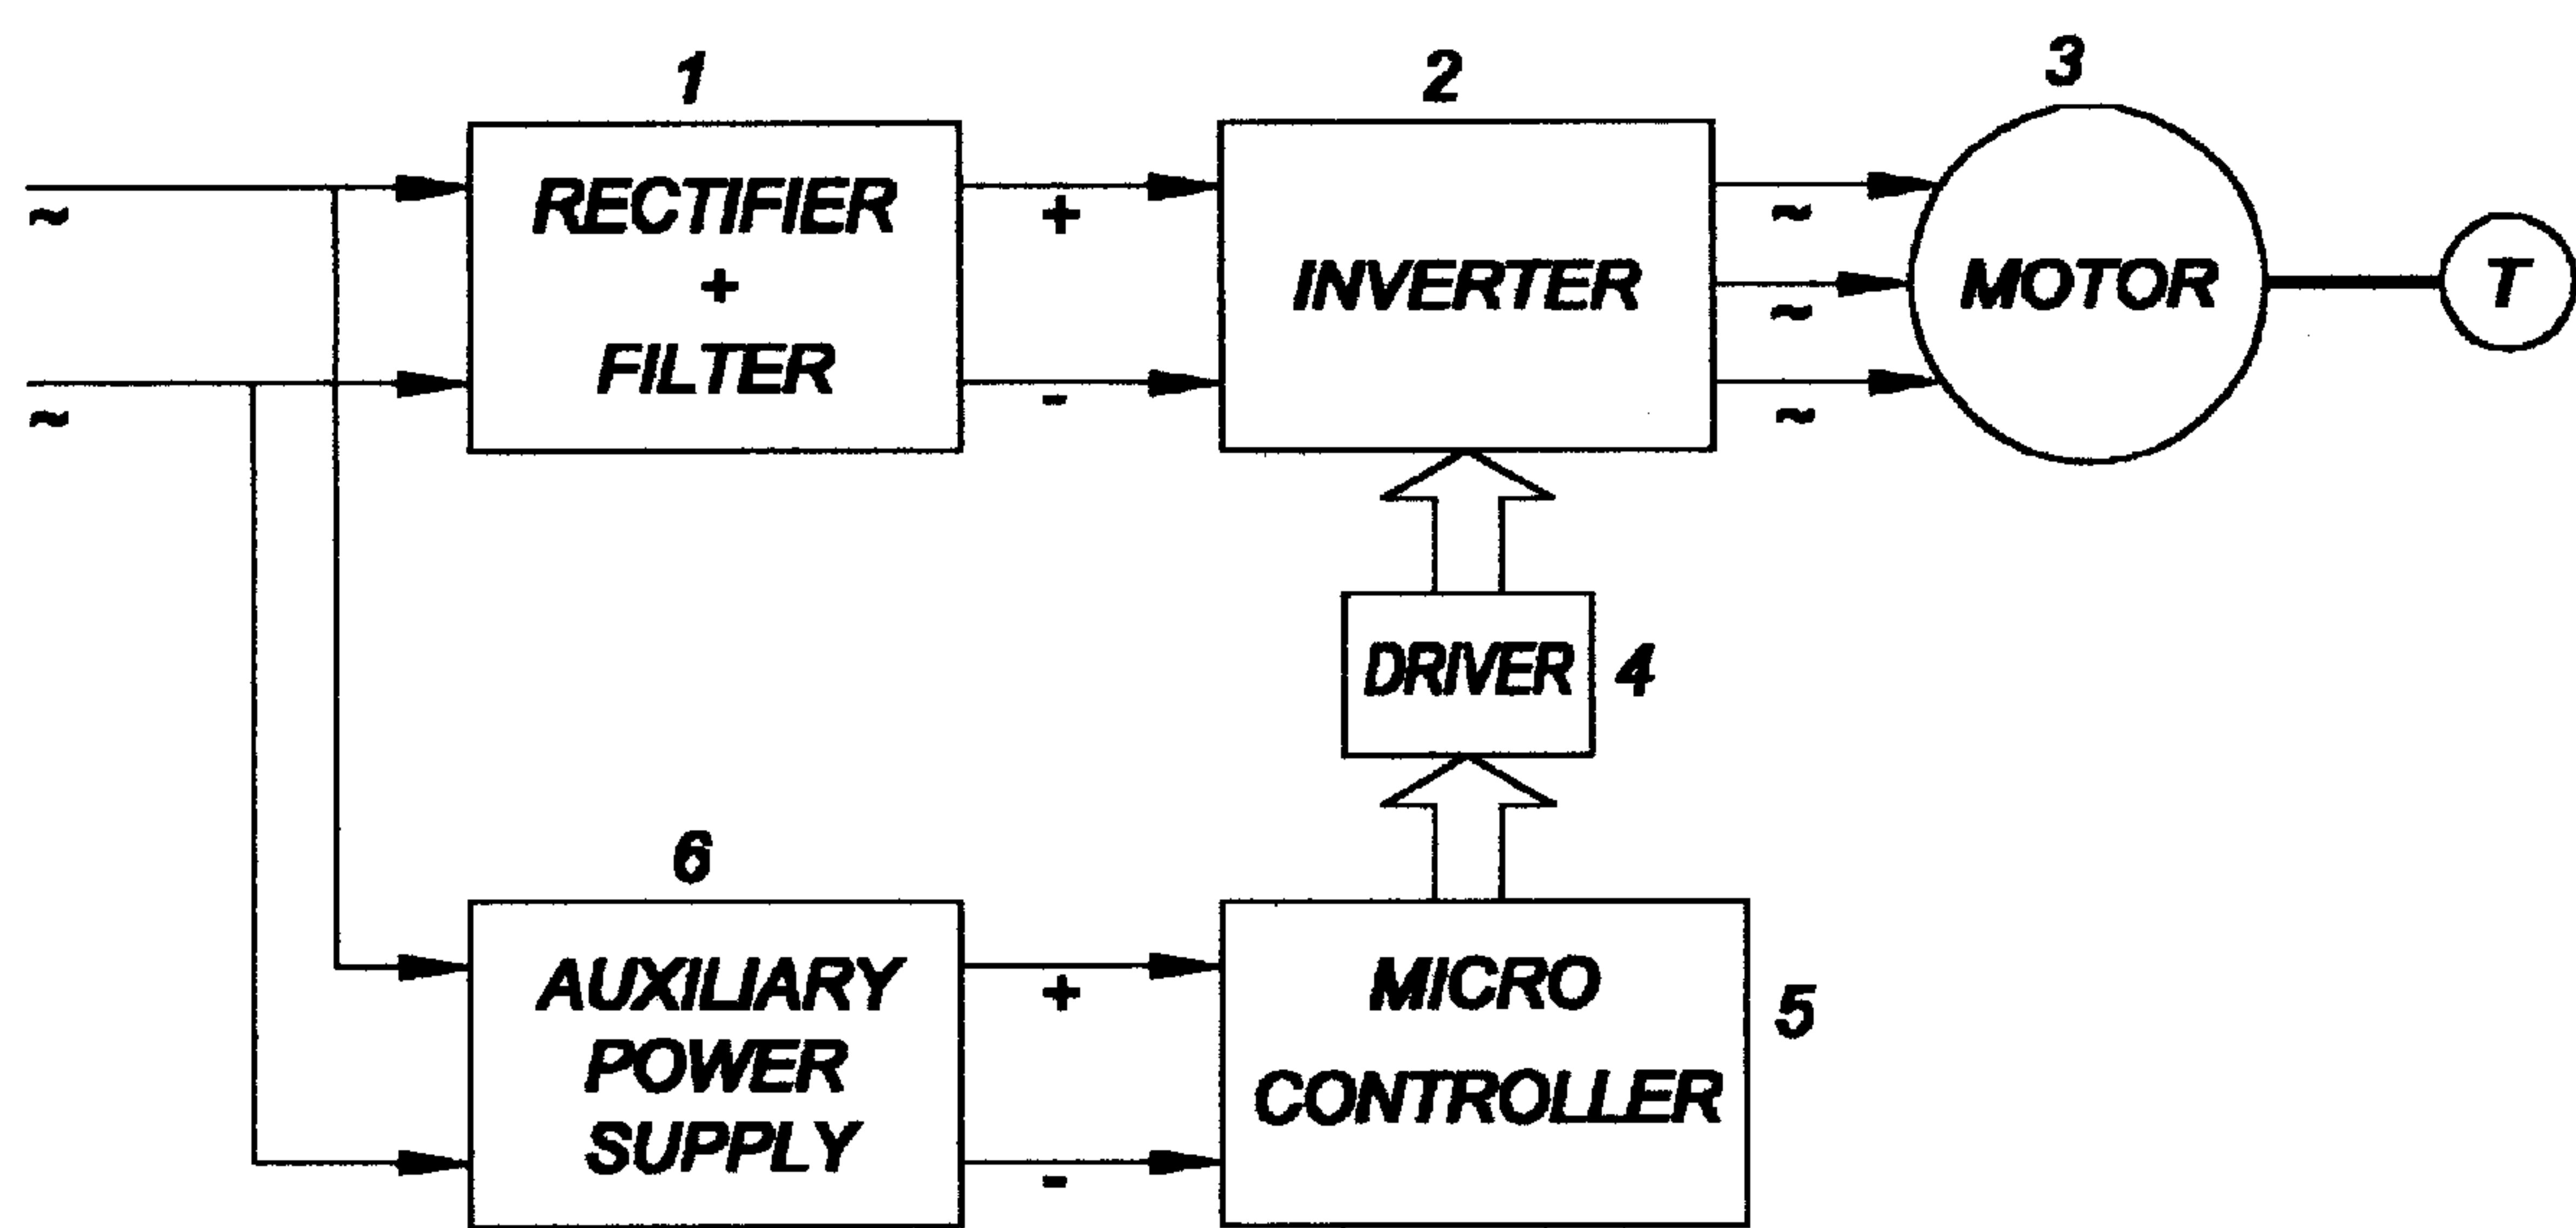 1
2
3
RECTIFIER
+
FILTER
INVERTER
MOTOR
T
~
~
+
-
~
~
~
DRIVER
4
6
AUXILIARY
POWER
SUPPLY
+
-
MICRO
CONTROLLER
5